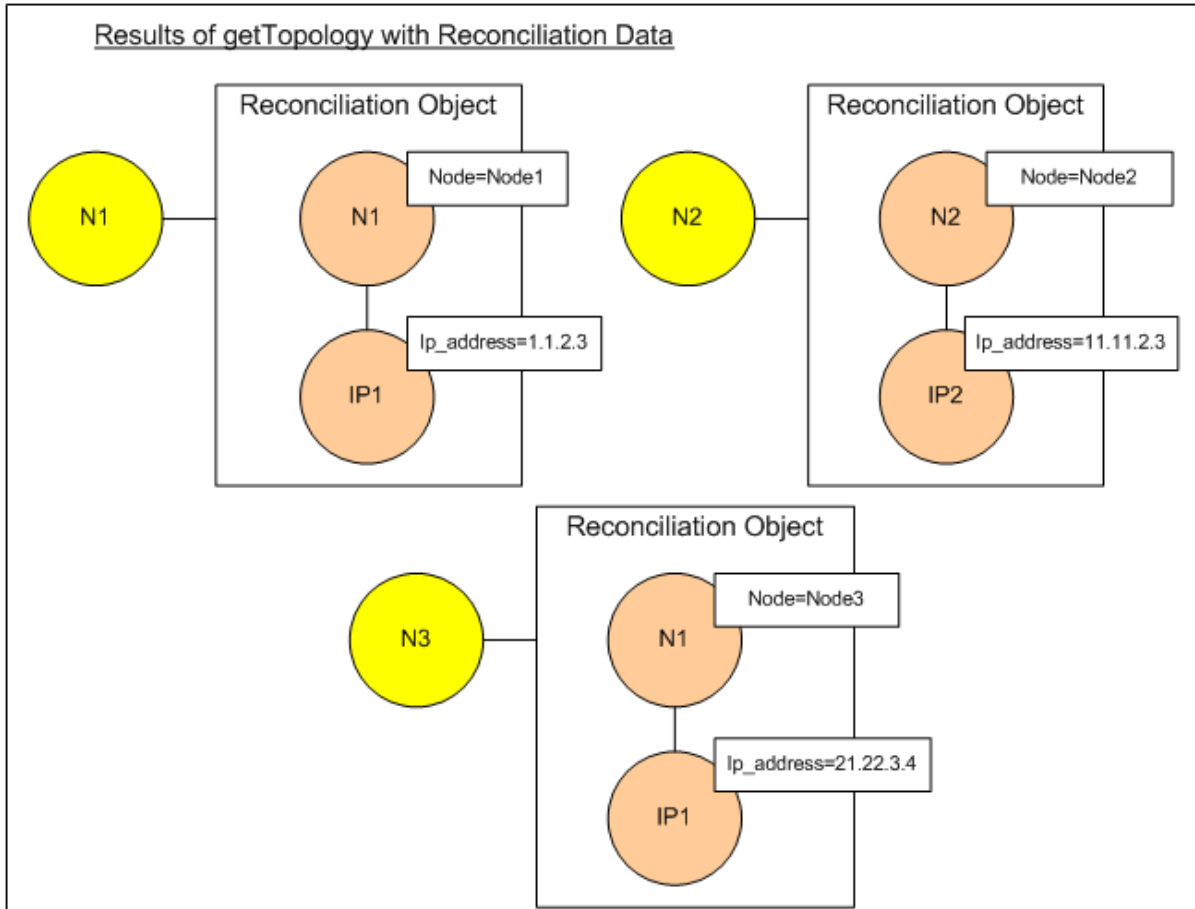 Results of getTopology with Reconciliation Data
Reconciliation Object
N1
N1
Node=Node1
Ip_address=1.1.2.3
IP1
Reconciliation Object
N2
N2
Node=Node2
Ip_address=11.11.2.3
IP2
Reconciliation Object
N3
N1
Node=Node3
Ip_address=21.22.3.4
IP1